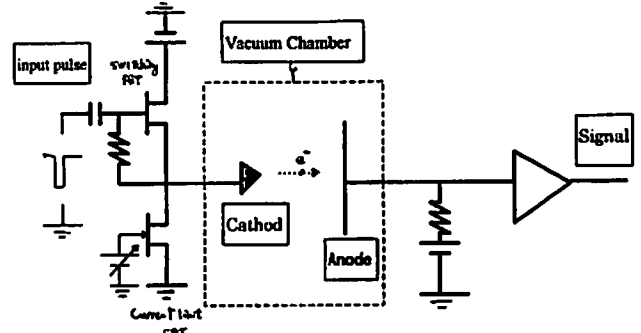 Vacuum Chamber
input pulse
Switching
FET
e⁻
Signal
Cathod
Anode
Current limit
FET